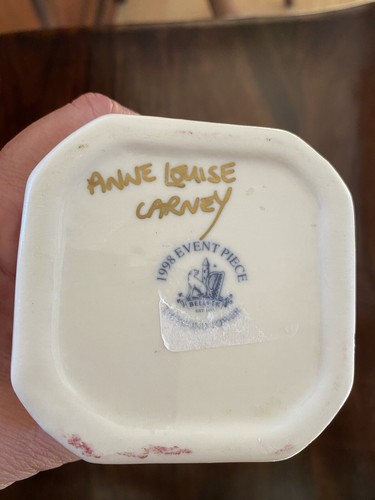 ANNE LOUISE
CARNEY
1998 EVENT PIECE
BELLEEK